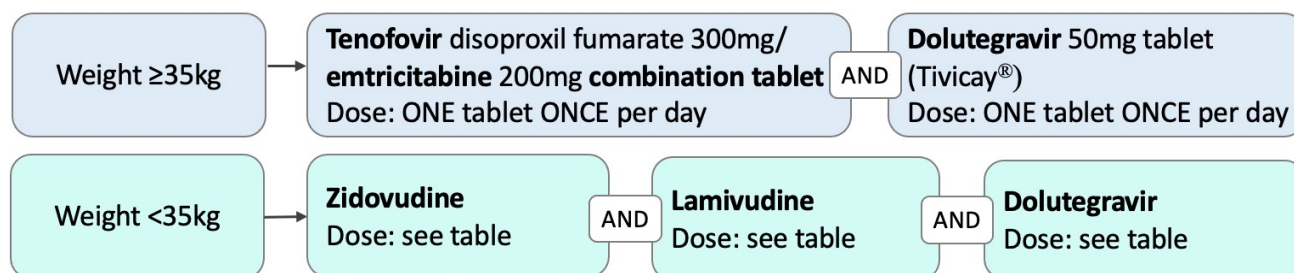 Weight ≥35kg
Tenofovir disoproxil fumarate 300mg/
emtricitabine 200mg combination tablet
Dose: ONE tablet ONCE per day
AND
Dolutegravir 50mg tablet
(Tivicay®)
Dose: ONE tablet ONCE per day
Weight <35kg
Zidovudine
Dose: see table
AND
Lamivudine
Dose: see table
AND
Dolutegravir
Dose: see table